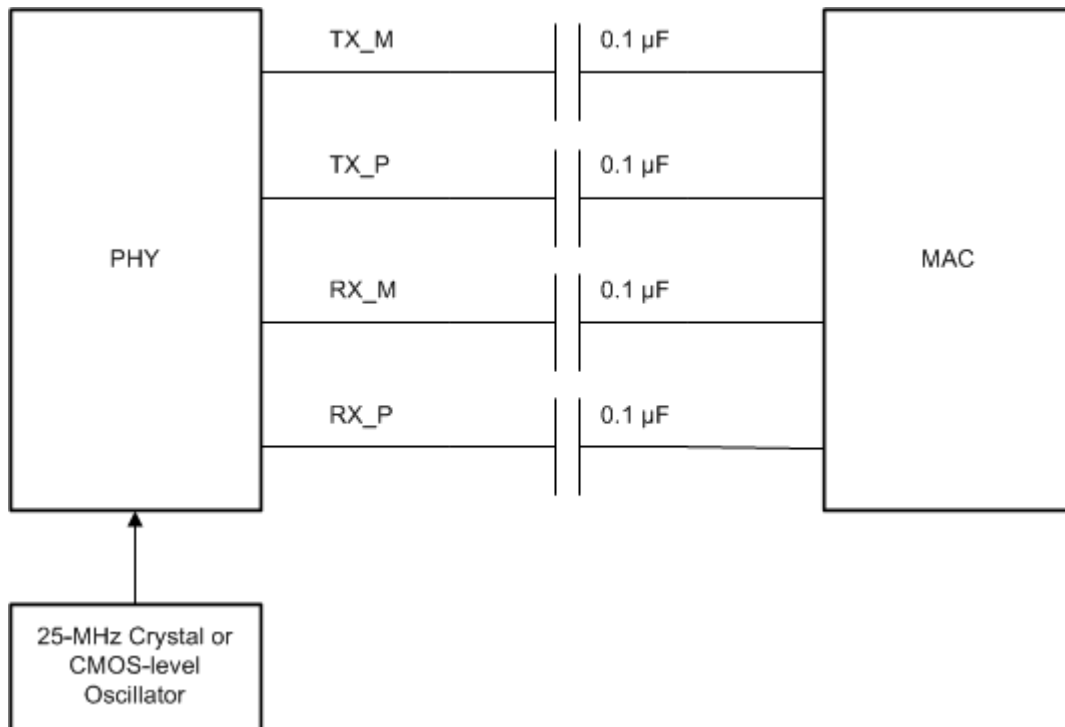 TX_M
0.1 µF
TX_P
0.1 µF
PHY
MAC
RX_M
0.1 µF
RX_P
0.1 µF
25-MHz Crystal or
CMOS-level
Oscillator